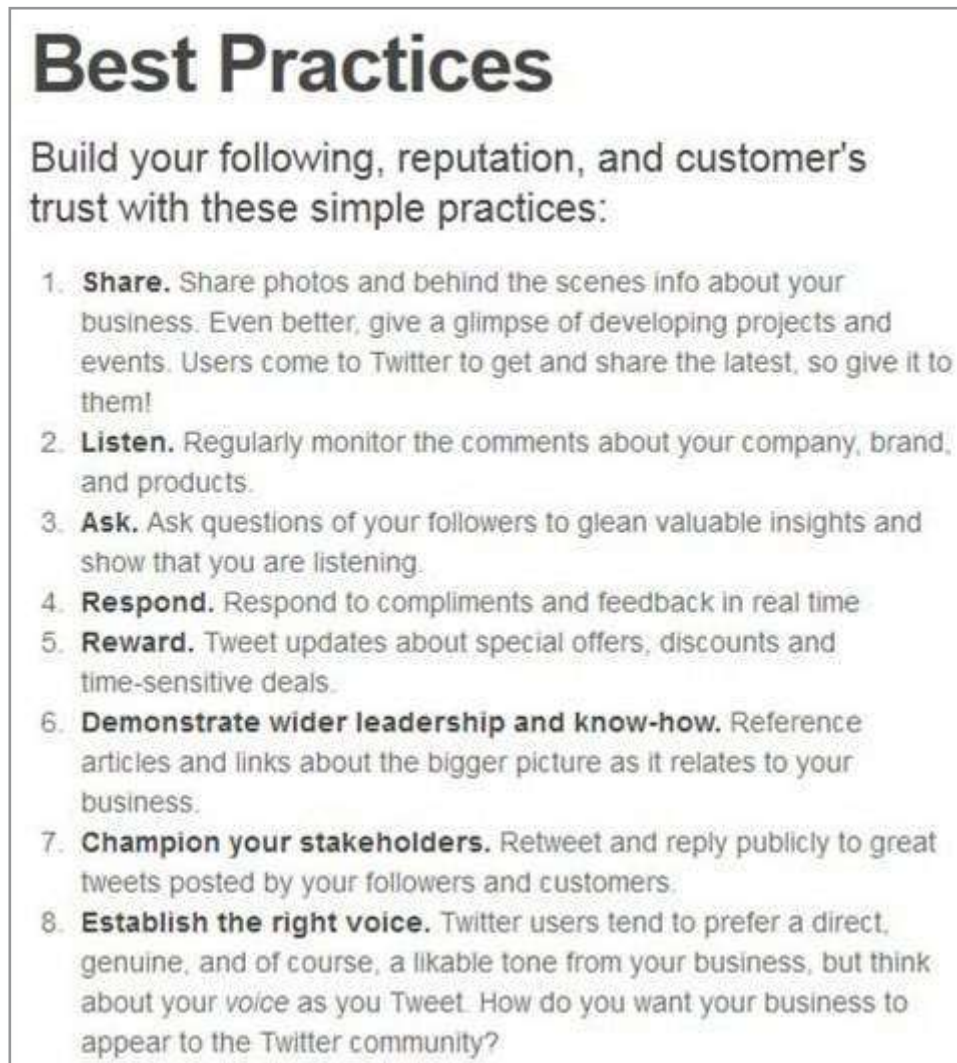 Best Practices
Build your following, reputation, and customer's
trust with these simple practices:
1. Share. Share photos and behind the scenes info about your
business. Even better, give a glimpse of developing projects and
events. Users come to Twitter to get and share the latest, so give it to
them!
2. Listen. Regularly monitor the comments about your company, brand,
and products.
3. Ask. Ask questions of your followers to glean valuable insights and
show that you are listening.
4. Respond. Respond to compliments and feedback in real time
5. Reward. Tweet updates about special offers, discounts and
time-sensitive deals.
6. Demonstrate wider leadership and know-how. Reference
articles and links about the bigger picture as it relates to your
business.
7. Champion your stakeholders. Retweet and reply publicly to great
tweets posted by your followers and customers.
8. Establish the right voice. Twitter users tend to prefer a direct,
genuine, and of course, a likable tone from your business, but think
about your voice as you Tweet. How do you want your business to
appear to the Twitter community?